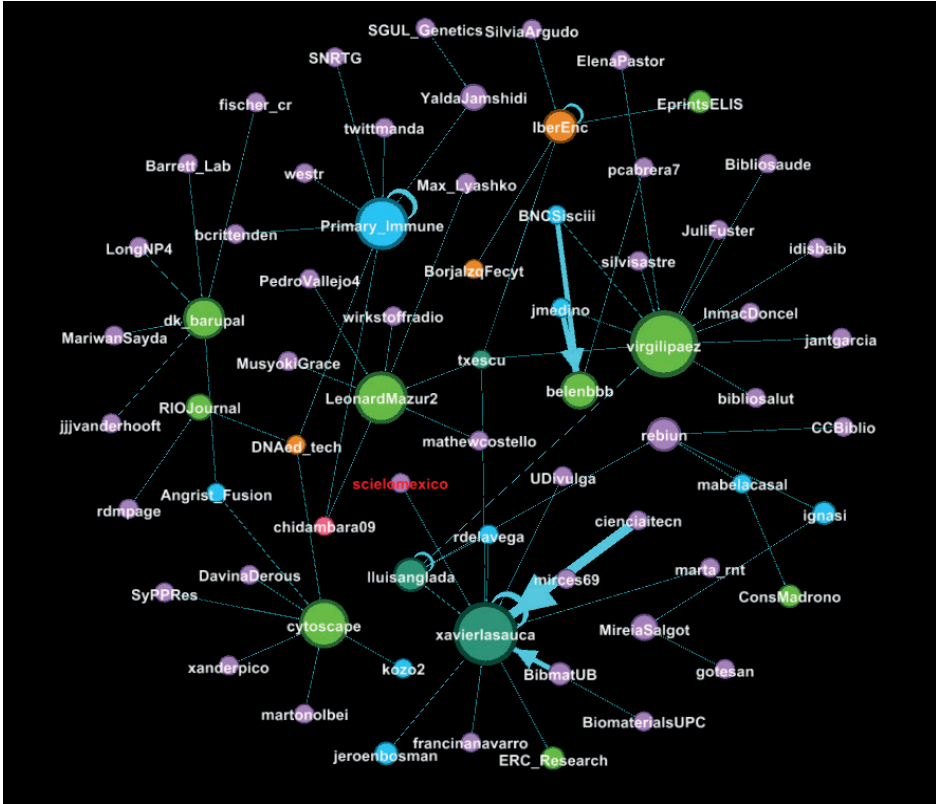 SGUL_Genetics
SilviaArgudo
SNRTG
ElenaPastor
fischer_cr
YaldaJamshidi
EprintsELIS
twittmanda
IberEnc
Barrett_Lab
westr
Max_Lyashko
pcabrera7
Bibliosaude
bcrittenden
Primary_Immune
BNCSisciii
JuliFuster
LongNP4
silvisastre
idisbaib
PedroVallejo4
BorjaIzqFecyt
dk_barupal
wirkstoffradio
jmedino
InmacDoncel
MariwanSayda
virgilipaez
jantgarcia
MusyokiGrace
txescu
LeonardMazur2
belenbbb
bibliosalut
jjjvanderhooft
RIOJournal
rebiun
CCBiblio
DNAed_tech
mathewcostello
scielomexico
UDivulga
mabelacasal
Angrist_Fusion
rdmpage
cienciaitecn
ignasi
chidambara09
rdelavega
DavinaDerous
lluisanglada
mirces69
marta_rnt
SyPPRes
ConsMadrono
cytoscape
xavierlasauca
MireiaSalgot
xanderpico
kozo2
BibmatUB
gotesan
martonolbei
BiomaterialsUPC
francinanavarro
jeroenbosman
ERC_Research